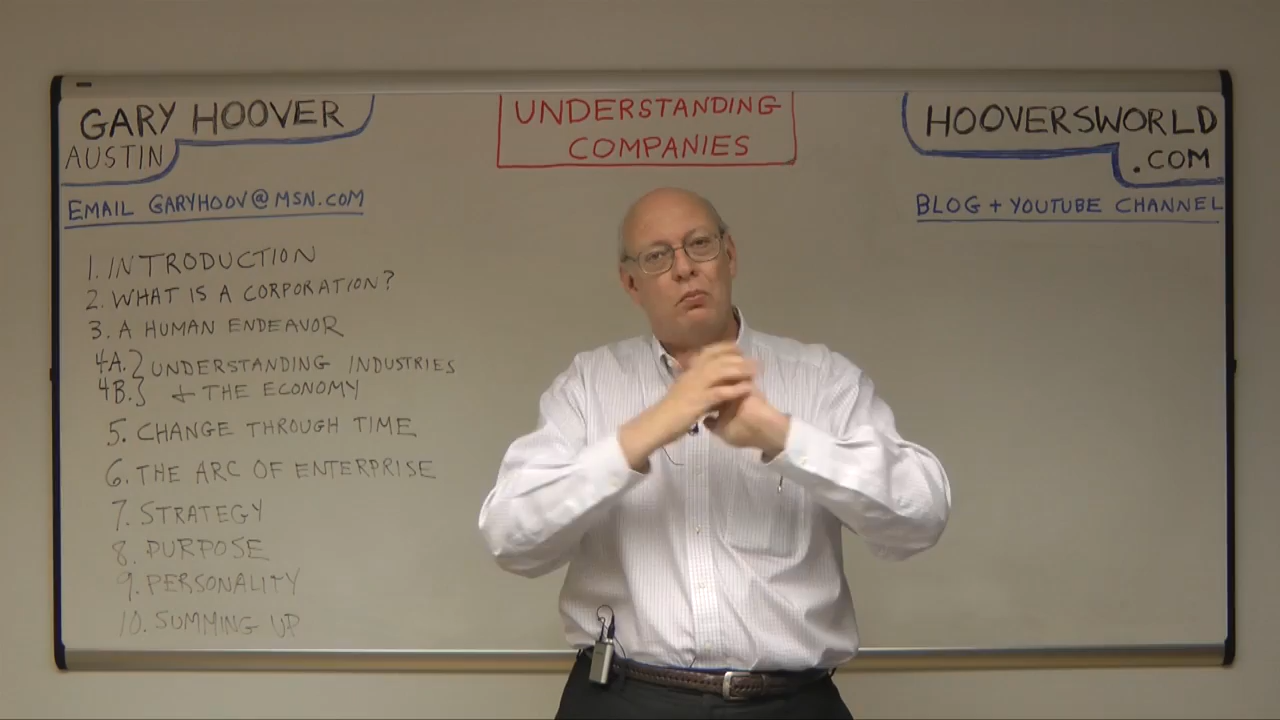 GARY HOOVER
AUSTIN
EMAIL GARYHOOV@MSN.COM
UNDERSTANDING
COMPANIES
HOOVERSWORLD
.COM
BLOG + YOUTUBE CHANNEL
1. INTRODUCTION
2. WHAT IS A CORPORATION?
3. A HUMAN ENDEAVOR
4A. } UNDERSTANDING INDUSTRIES
4B. } + THE ECONOMY
5. CHANGE THROUGH TIME
6. THE ARC OF ENTERPRISE
7. STRATEGY
8. PURPOSE
9. PERSONALITY
10. SUMMING UP